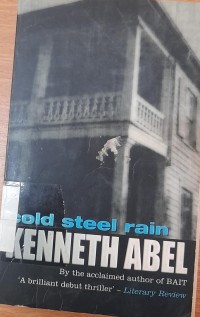 cold steel rain
KENNETH ABEL
By the acclaimed author of BAIT
‘A brilliant debut thriller’ – Literary Review